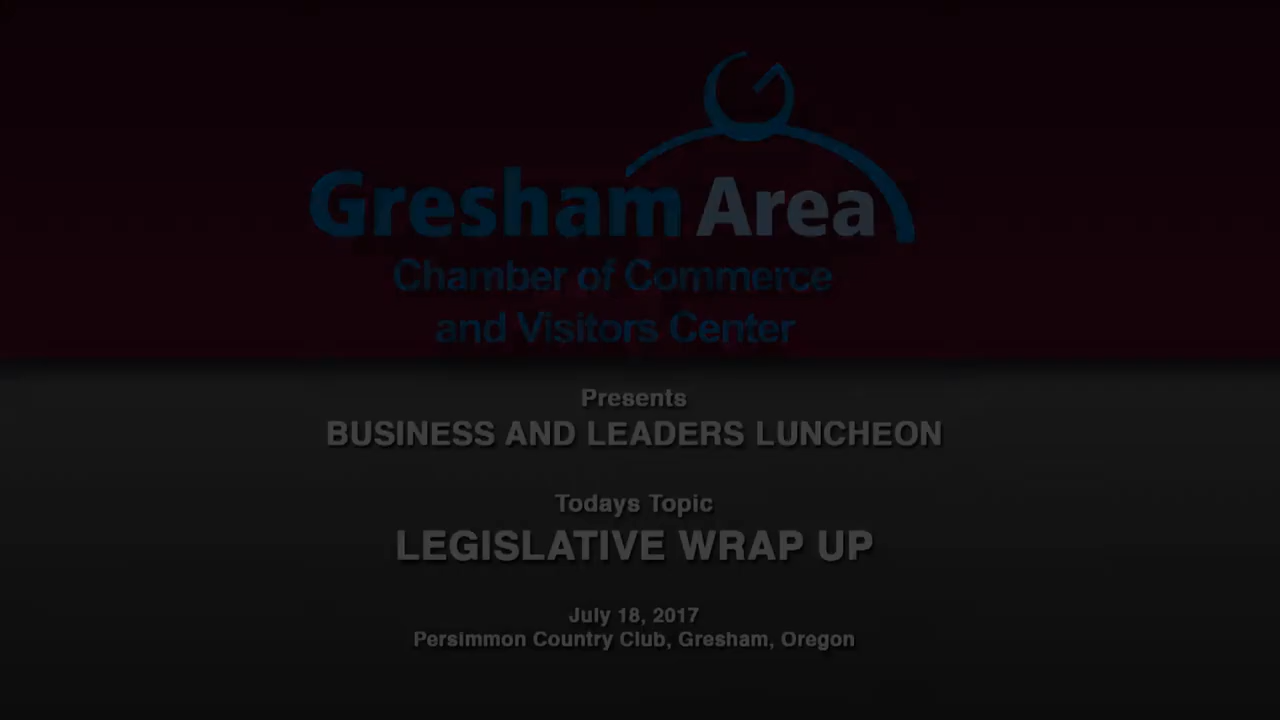 Gresham Area
Chamber of Commerce
and Visitors Center
Presents
BUSINESS AND LEADERS LUNCHEON
Todays Topic
LEGISLATIVE WRAP UP
July 18, 2017
Persimmon Country Club, Gresham, Oregon